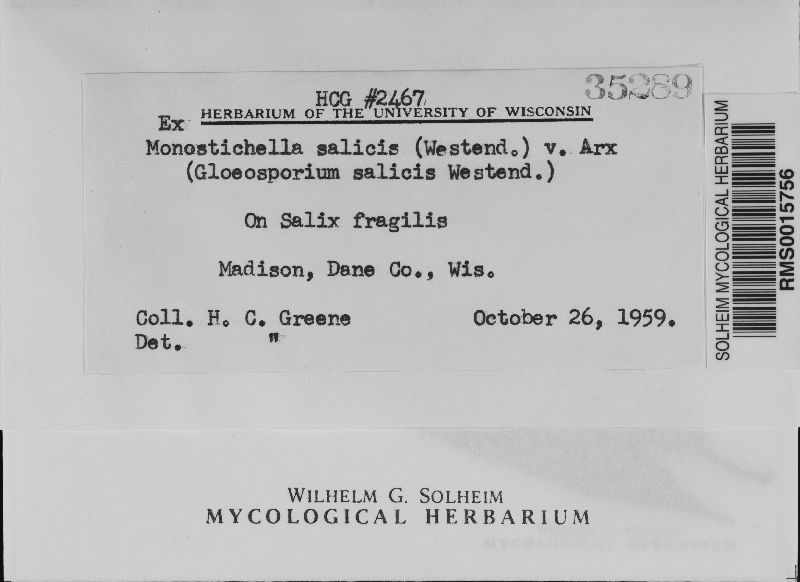 35289
HCG #2467
Ex HERBARIUM OF THE UNIVERSITY OF WISCONSIN
Monostichella salicis (Westend.) v. Arx
(Gloeosporium salicis Westend.)
On Salix fragilis
Madison, Dane Co., Wis.
Coll. H. C. Greene October 26, 1959.
Det. "
SOLHEIM MYCOLOGICAL HERBARIUM
RMS0015756
WILHELM G. SOLHEIM
MYCOLOGICAL HERBARIUM